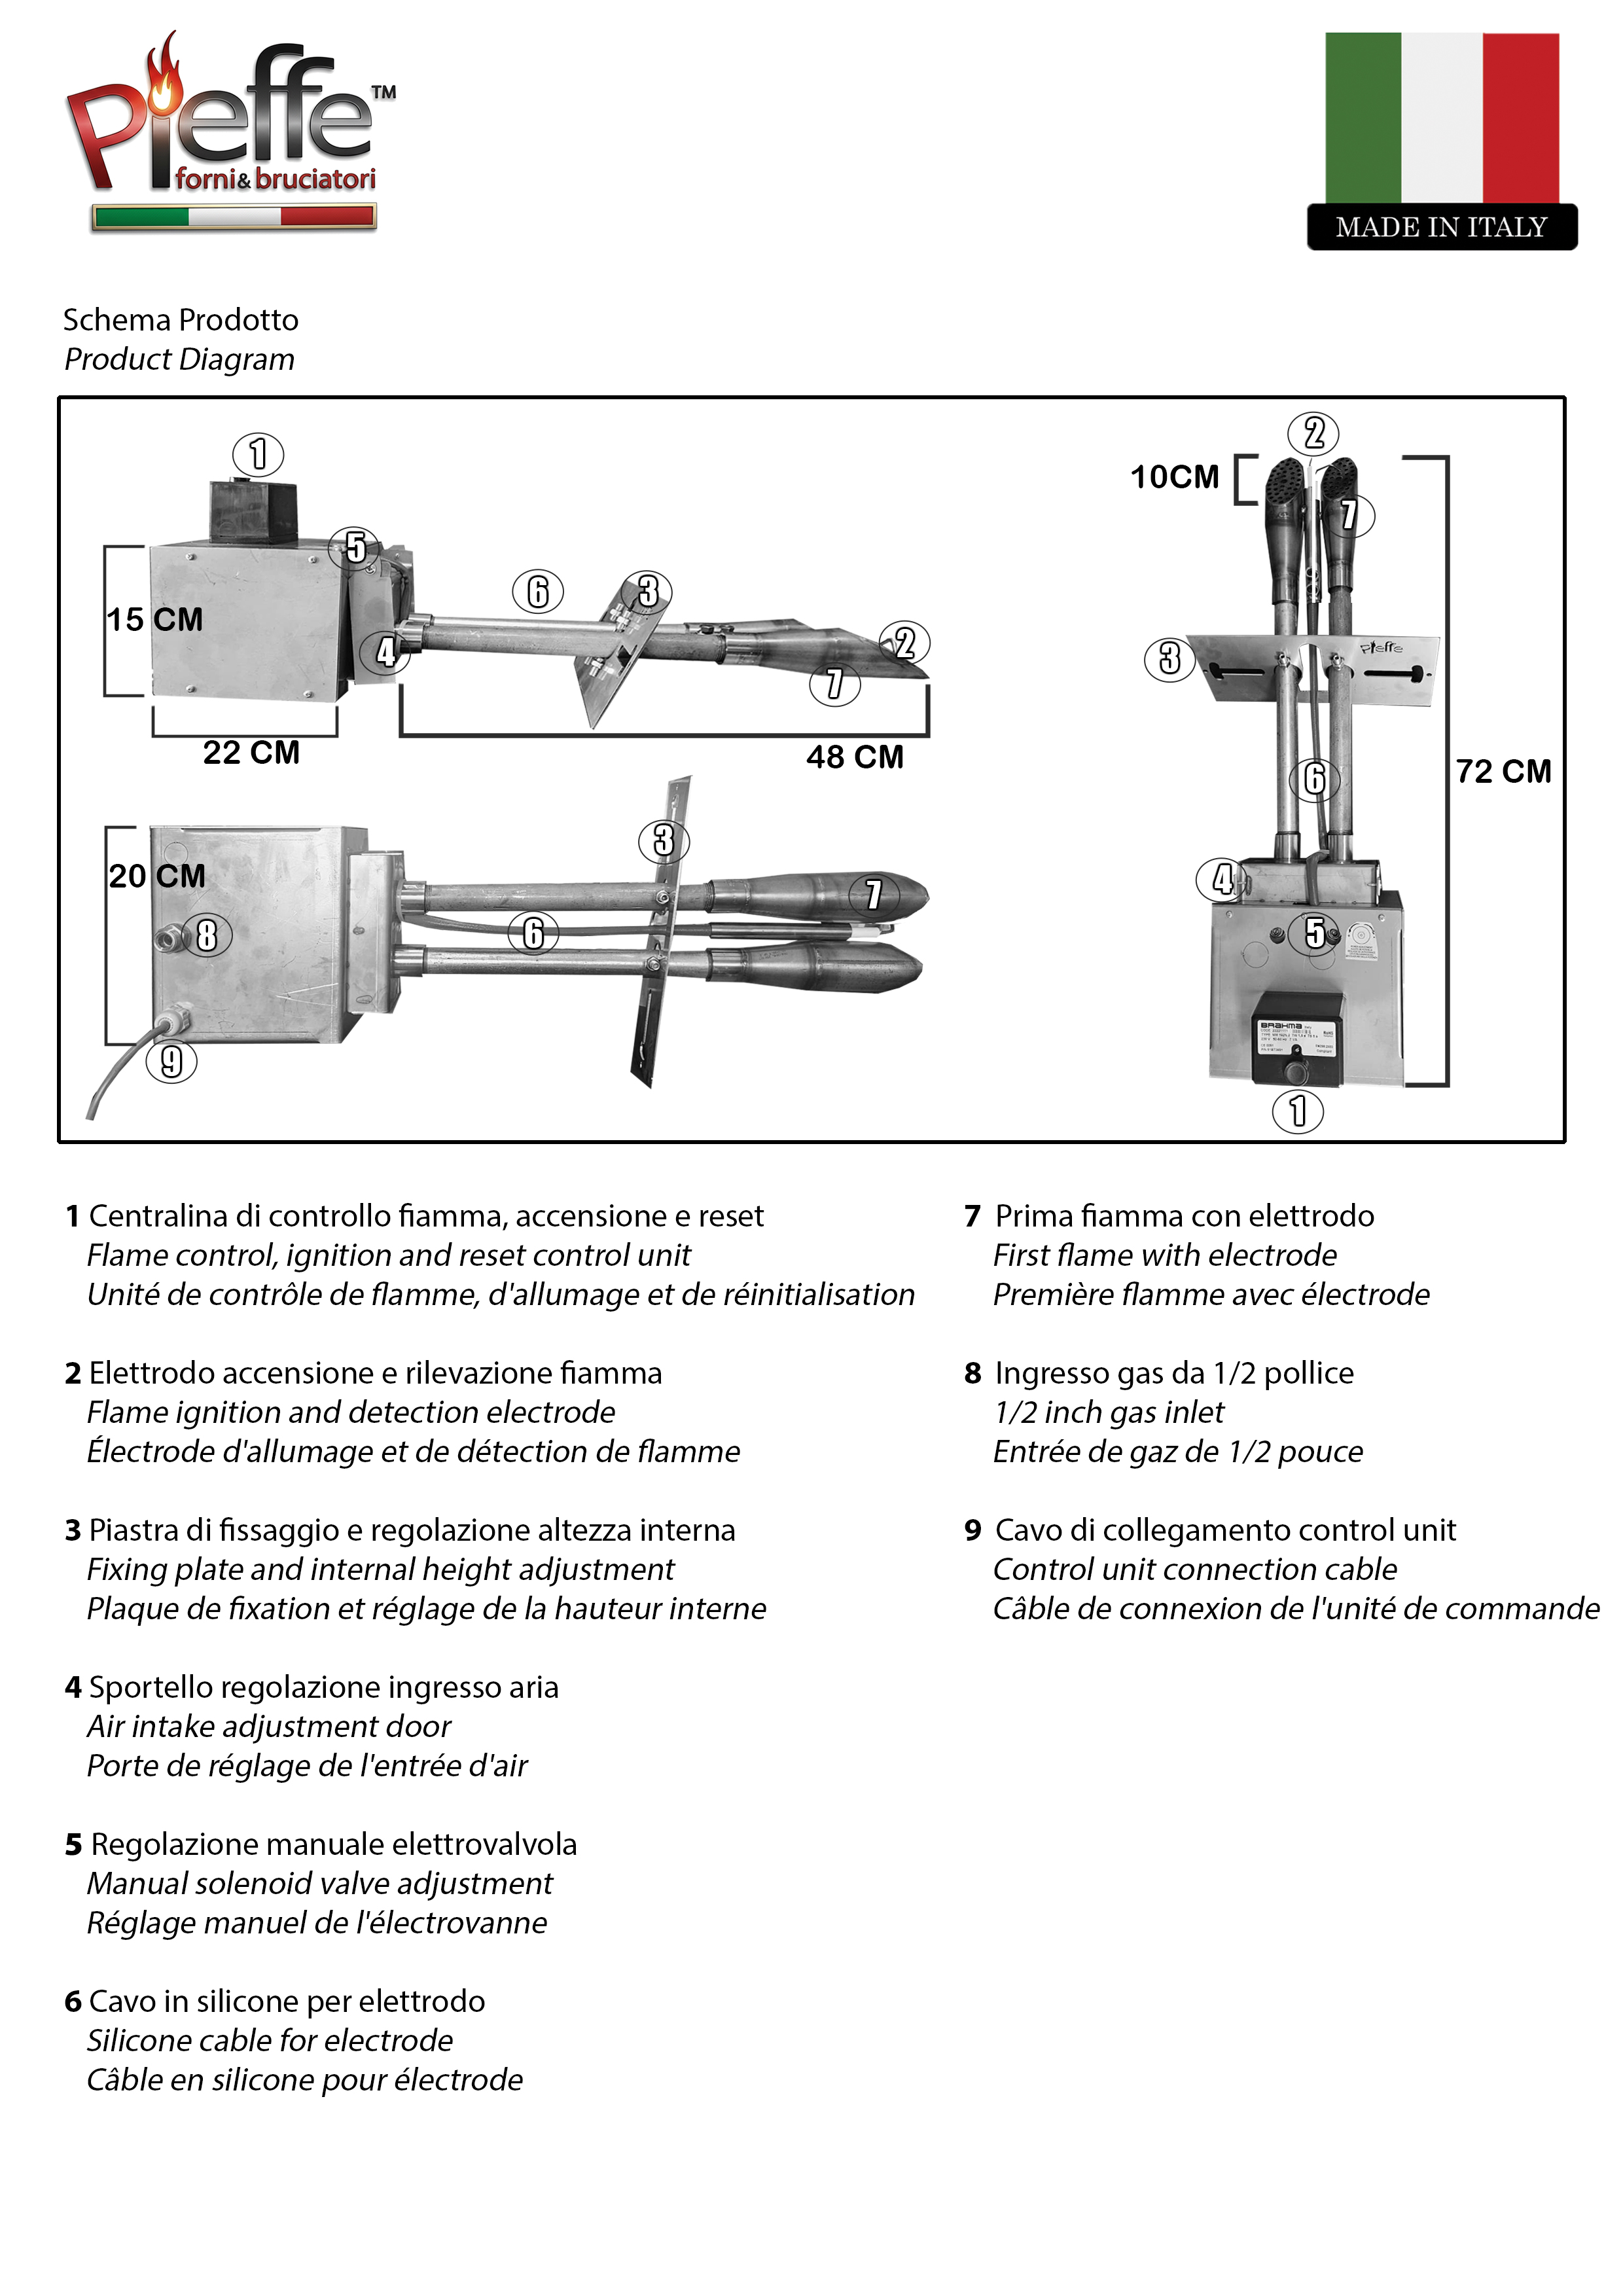 Pieffe™
forni&bruciatori
MADE IN ITALY
Schema Prodotto
Product Diagram
1
5
6
3
4
2
7
15 CM
22 CM
48 CM
20 CM
3
7
8
6
9
2
10CM
7
3
Pieffe
6
72 CM
4
5
BRAHMA
1
1 Centralina di controllo fiamma, accensione e reset
Flame control, ignition and reset control unit
Unité de contrôle de flamme, d'allumage et de réinitialisation
2 Elettrodo accensione e rilevazione fiamma
Flame ignition and detection electrode
Électrode d'allumage et de détection de flamme
3 Piastra di fissaggio e regolazione altezza interna
Fixing plate and internal height adjustment
Plaque de fixation et réglage de la hauteur interne
4 Sportello regolazione ingresso aria
Air intake adjustment door
Porte de réglage de l'entrée d'air
5 Regolazione manuale elettrovalvola
Manual solenoid valve adjustment
Réglage manuel de l'électrovanne
6 Cavo in silicone per elettrodo
Silicone cable for electrode
Câble en silicone pour électrode
7 Prima fiamma con elettrodo
First flame with electrode
Première flamme avec électrode
8 Ingresso gas da 1/2 pollice
1/2 inch gas inlet
Entrée de gaz de 1/2 pouce
9 Cavo di collegamento control unit
Control unit connection cable
Câble de connexion de l'unité de commande